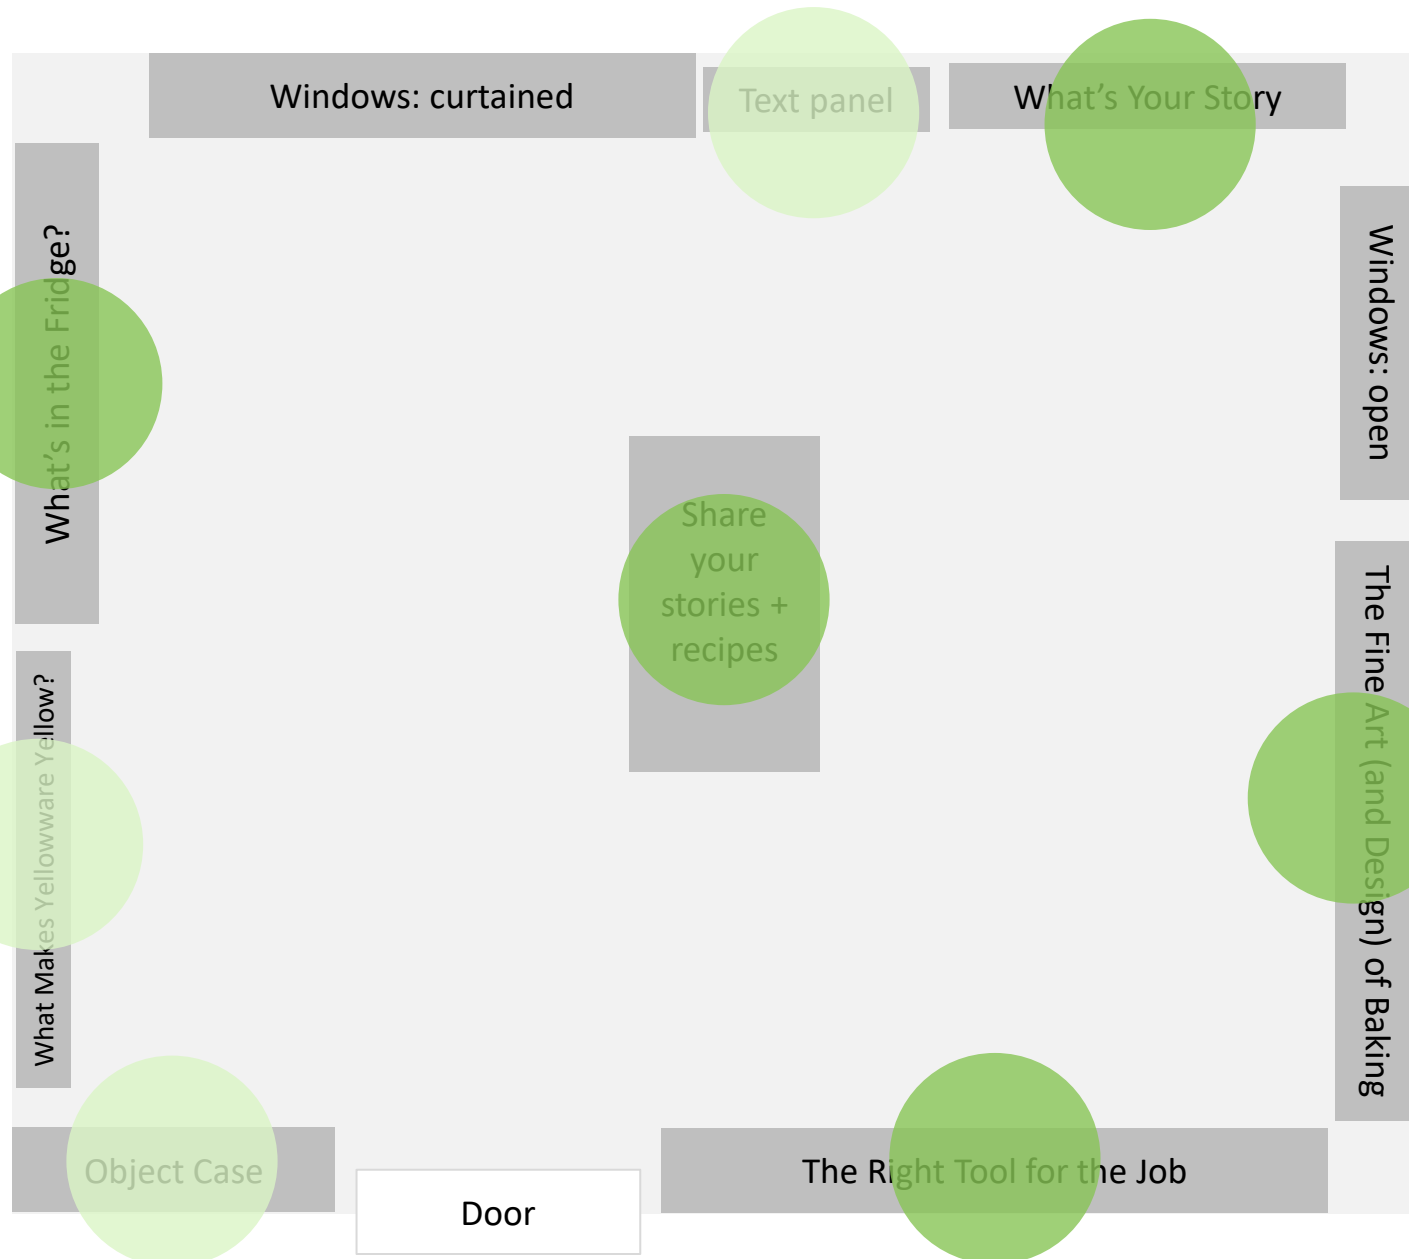 Windows: curtained
Text panel
What's Your Story
What's in the Fridge?
Windows: open
Share
your
stories +
recipes
What Makes Yellowware Yellow?
The Fine Art (and Design) of Baking
Object Case
The Right Tool for the Job
Door